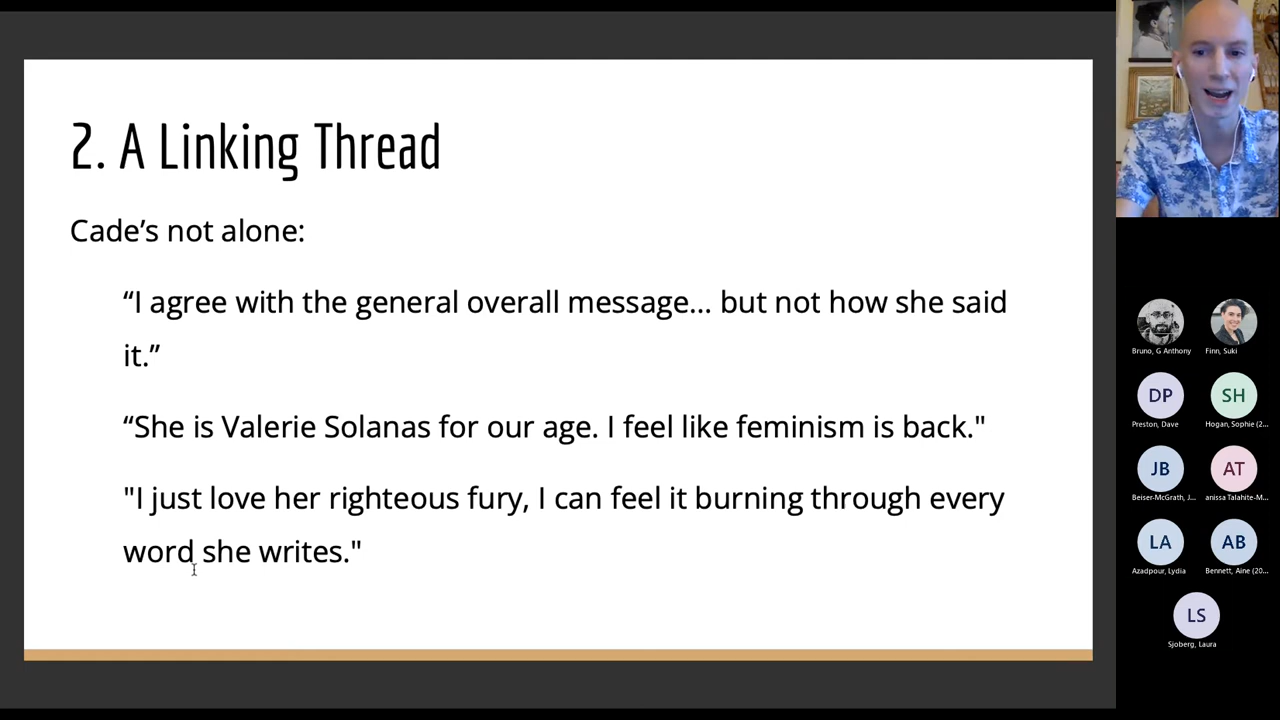 2. A Linking Thread
Cade’s not alone:
“I agree with the general overall message... but not how she said
it.”
“She is Valerie Solanas for our age. I feel like feminism is back."
"I just love her righteous fury, I can feel it burning through every
word she writes."
Bruno, G Anthony
Finn, Suki
DP
Preston, Dave
SH
Hogan, Sophie (2...
JB
Beiser-McGrath, J...
AT
anissa Talahite-M...
LA
Azadpour, Lydia
AB
Bennett, Aine (20...
LS
Sjoberg, Laura